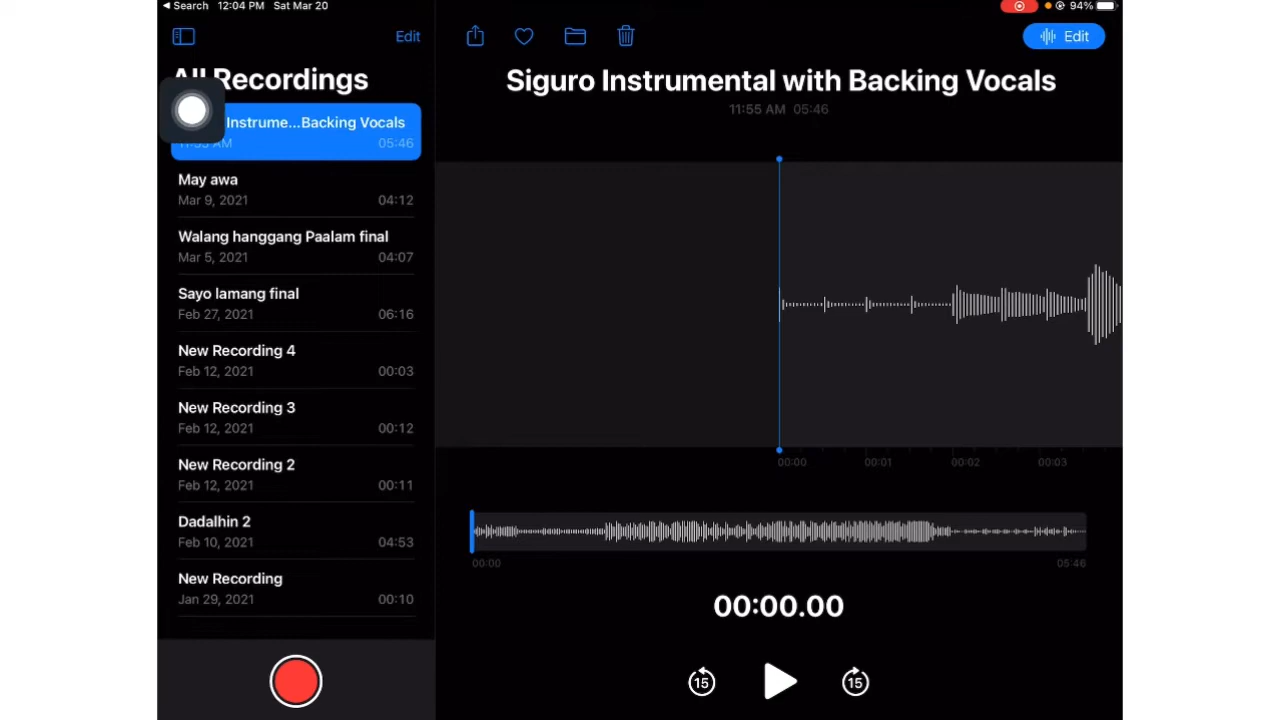 Search 12:04 PM Sat Mar 20
94%
Edit
All Recordings
Instrume...Backing Vocals
11:55 AM 05:46
May awa
Mar 9, 2021 04:12
Walang hanggang Paalam final
Mar 5, 2021 04:07
Sayo lamang final
Feb 27, 2021 06:16
New Recording 4
Feb 12, 2021 00:03
New Recording 3
Feb 12, 2021 00:12
New Recording 2
Feb 12, 2021 00:11
Dadalhin 2
Feb 10, 2021 04:53
New Recording
Jan 29, 2021 00:10
Edit
Siguro Instrumental with Backing Vocals
11:55 AM 05:46
00:00 00:01 00:02 00:03
00:00 05:46
00:00.00
15 15